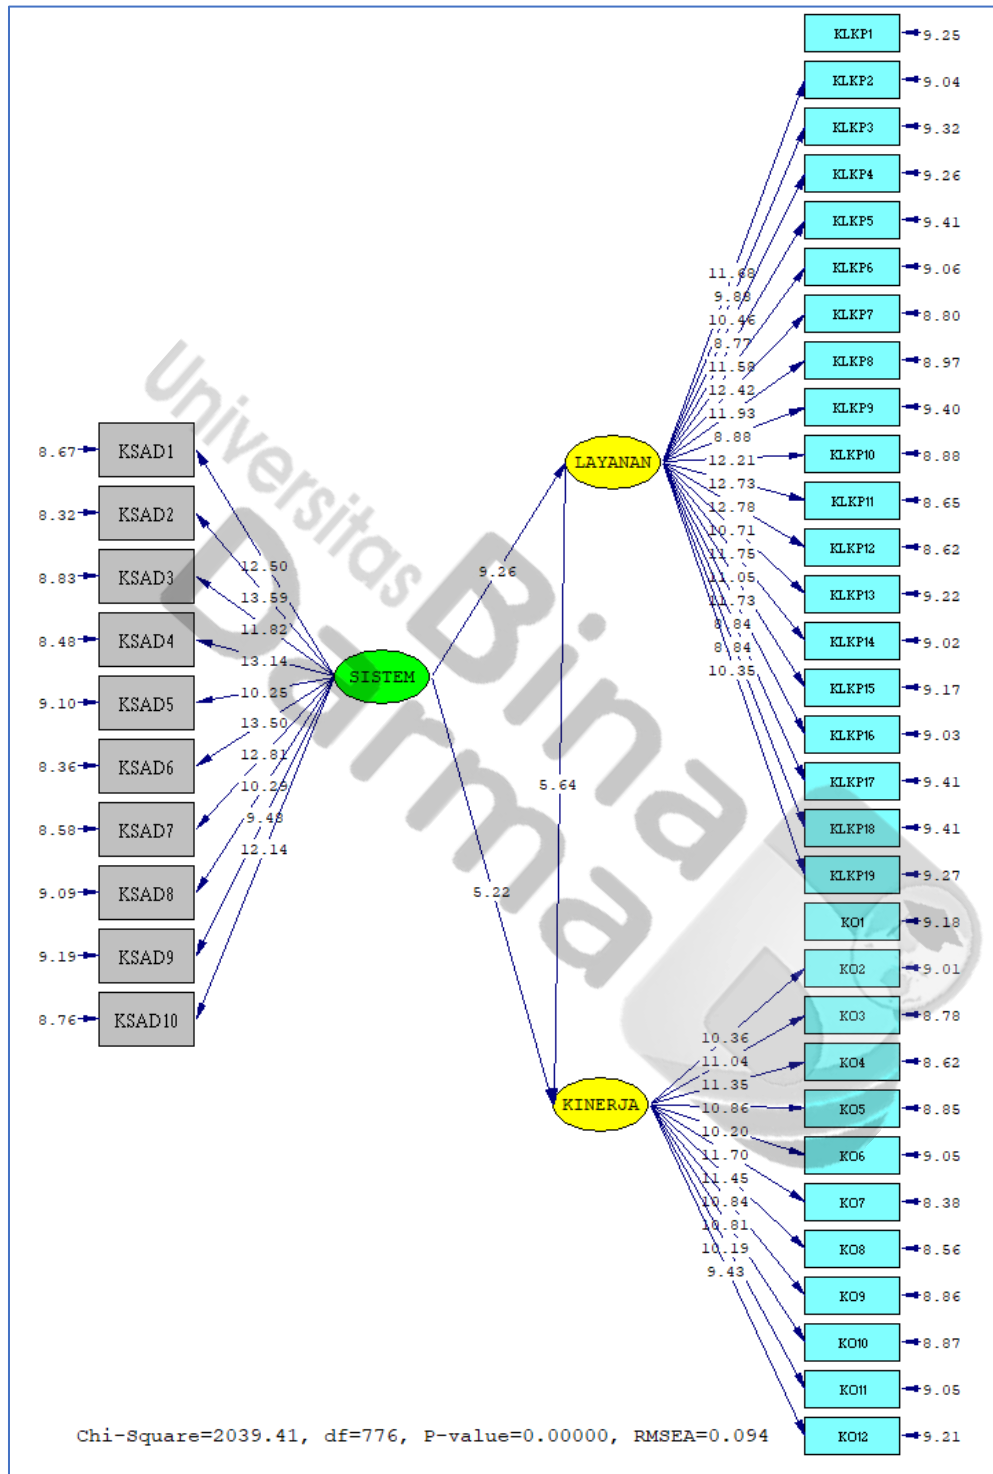 KLKP1 9.25
KLKP2 9.04
KLKP3 9.32
KLKP4 9.26
KLKP5 9.41
KLKP6 9.06
KLKP7 8.80
KLKP8 8.97
KLKP9 9.40
KLKP10 8.88
KLKP11 8.65
KLKP12 8.62
KLKP13 9.22
KLKP14 9.02
KLKP15 9.17
KLKP16 9.03
KLKP17 9.41
KLKP18 9.41
KLKP19 9.27
KO1 9.18
KO2 9.01
KO3 8.78
KO4 8.62
KO5 8.85
KO6 9.05
KO7 8.38
KO8 8.56
KO9 8.86
KO10 8.87
KO11 9.05
KO12 9.21
11.68
9.88
10.46
8.77
11.58
12.42
11.93
8.88
12.21
12.73
12.78
10.71
11.75
11.05
11.73
8.84
8.84
10.35
LAYANAN
9.26
SISTEM
5.64
5.22
KINERJA
10.36
11.04
11.35
10.86
10.20
11.70
11.45
10.84
10.81
10.19
9.43
8.67 KSAD1
8.32 KSAD2
8.83 KSAD3
8.48 KSAD4
9.10 KSAD5
8.36 KSAD6
8.58 KSAD7
9.09 KSAD8
9.19 KSAD9
8.76 KSAD10
12.50
13.59
11.82
13.14
10.25
13.50
12.81
10.29
9.48
12.14
Universitas
Bina
Darma
Chi-Square=2039.41, df=776, P-value=0.00000, RMSEA=0.094